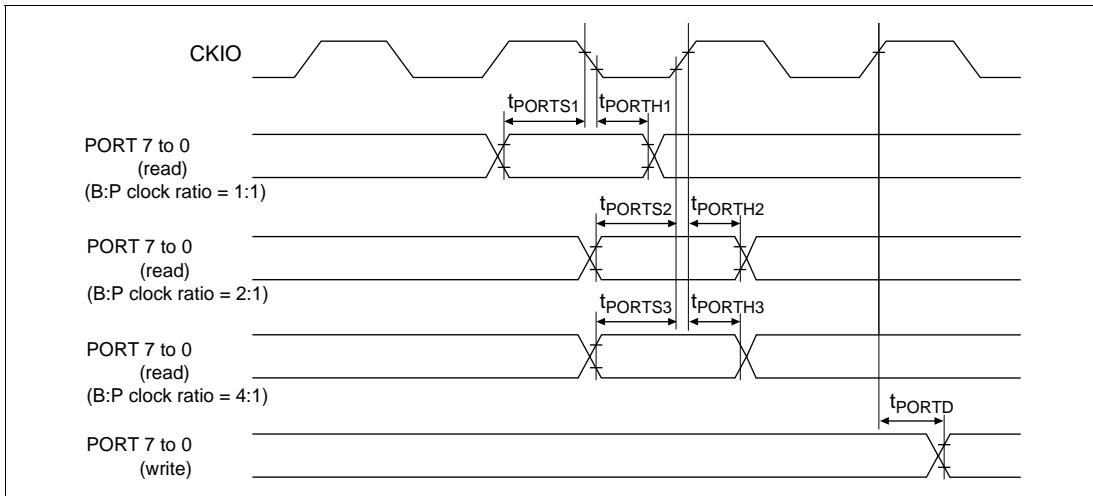 CKIO
tPORTS1 tPORTH1
PORT 7 to 0
(read)
(B:P clock ratio = 1:1)
tPORTS2 tPORTH2
PORT 7 to 0
(read)
(B:P clock ratio = 2:1)
tPORTS3 tPORTH3
PORT 7 to 0
(read)
(B:P clock ratio = 4:1)
tPORTD
PORT 7 to 0
(write)